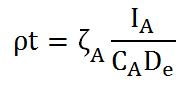 ρt = ζ_A I_A / (C_A D_e)